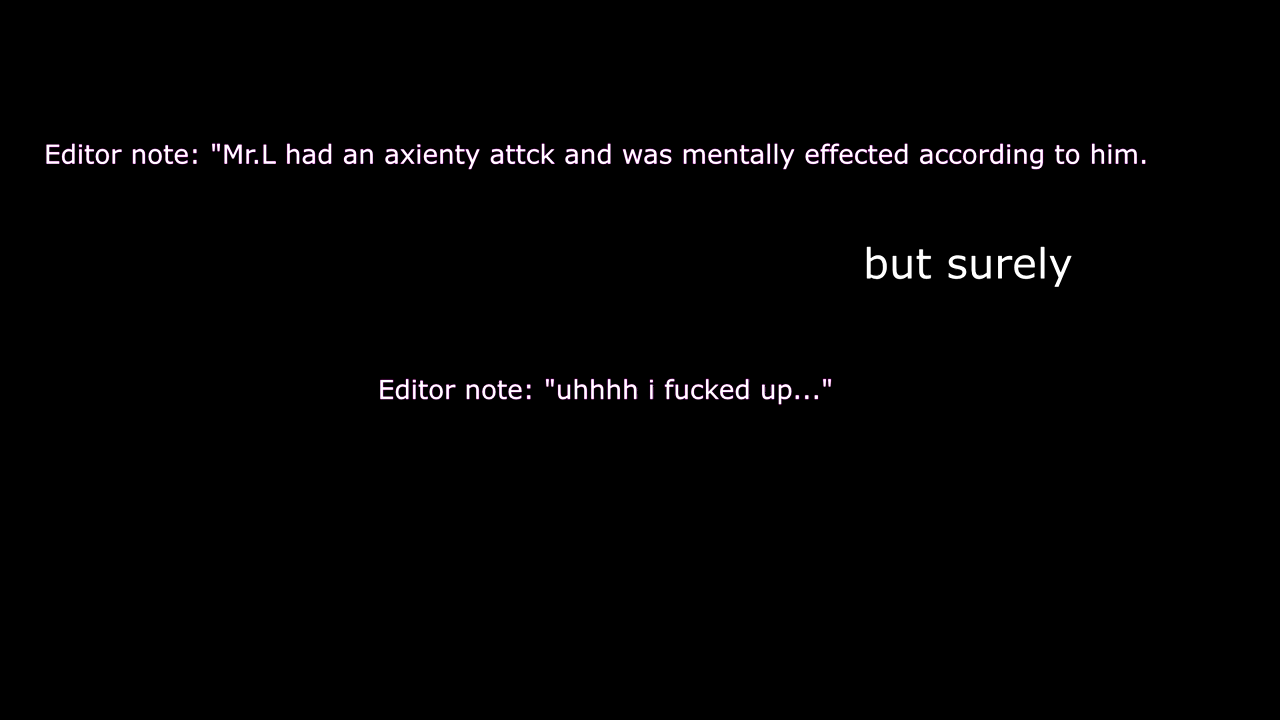 Editor note: "Mr.L had an axienty attck and was mentally effected according to him.
but surely
Editor note: "uhhhh i fucked up..."